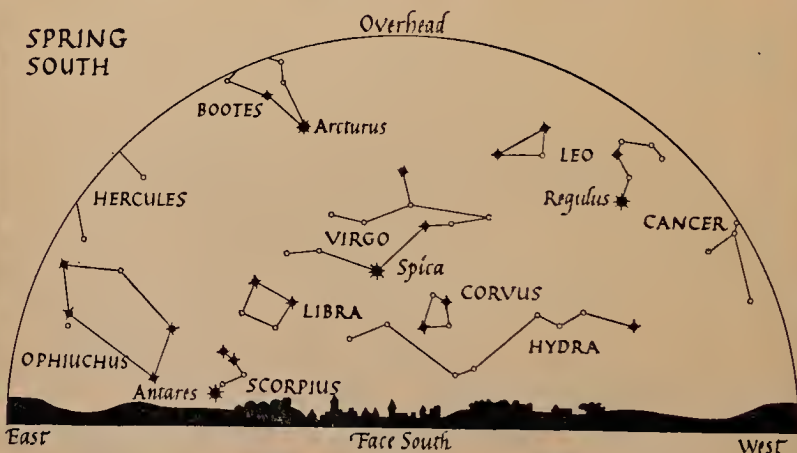 SPRING
SOUTH
Overhead
BOOTES
Arcturus
LEO
HERCULES
Regulus
CANCER
VIRGO
Spica
CORVUS
LIBRA
HYDRA
OPHIUCHUS
Antares
SCORPIUS
East
Face South
West